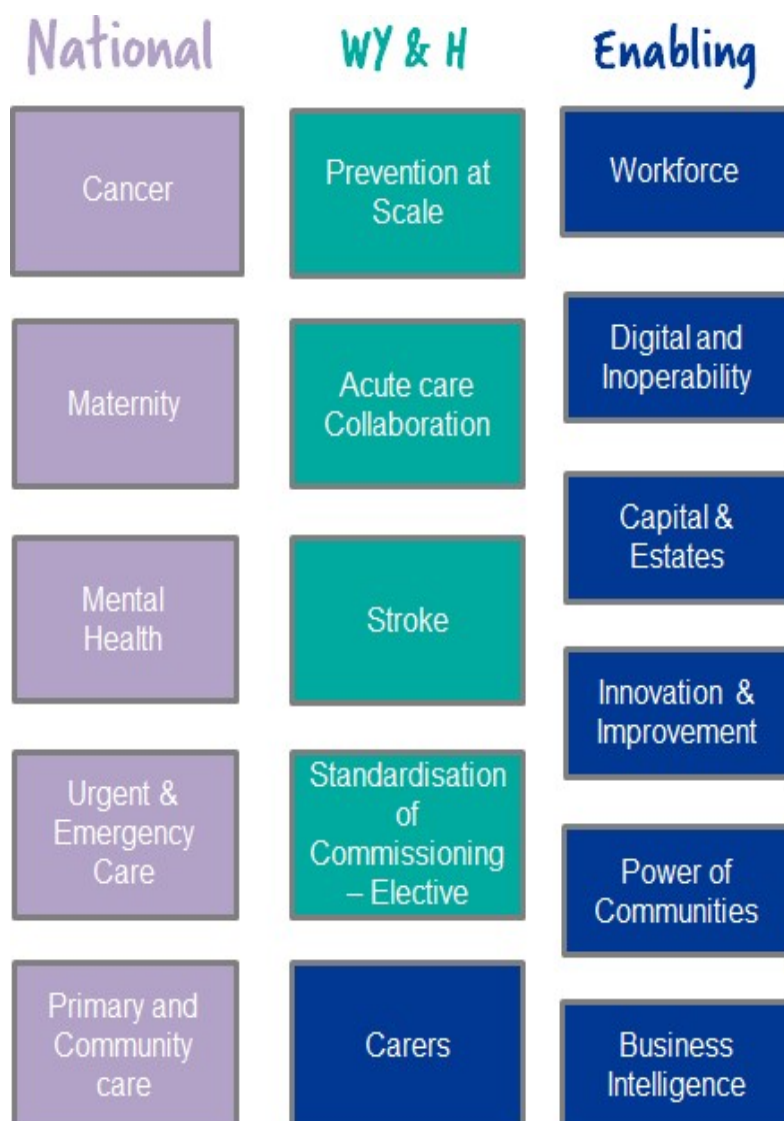 National
Cancer
Maternity
Mental
Health
Urgent &
Emergency
Care
Primary and
Community
care
WY & H
Prevention at
Scale
Acute care
Collaboration
Stroke
Standardisation
of
Commissioning
– Elective
Carers
Enabling
Workforce
Digital and
Inoperability
Capital &
Estates
Innovation &
Improvement
Power of
Communities
Business
Intelligence